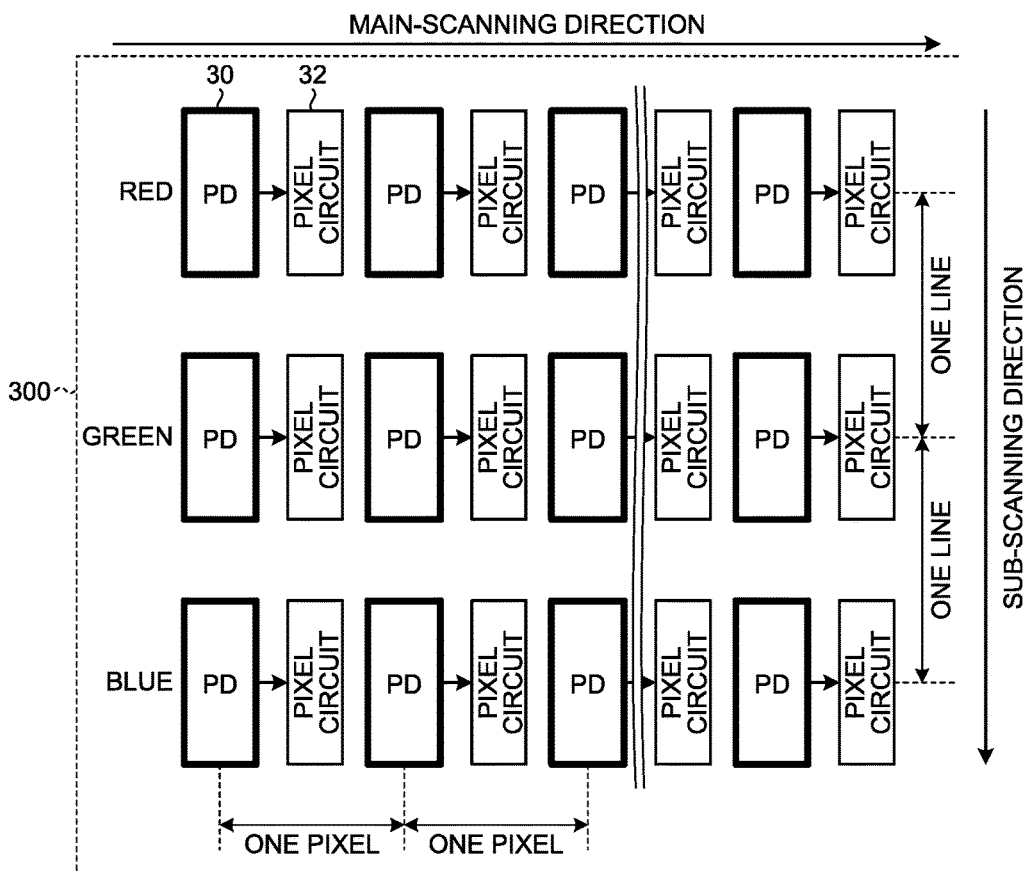 MAIN-SCANNING DIRECTION
30
32
RED
PD
PIXEL
CIRCUIT
PD
PIXEL
CIRCUIT
PD
PIXEL
CIRCUIT
PD
PIXEL
CIRCUIT
ONE LINE
300
GREEN
PD
PIXEL
CIRCUIT
PD
PIXEL
CIRCUIT
PD
PIXEL
CIRCUIT
PD
PIXEL
CIRCUIT
ONE LINE
SUB-SCANNING DIRECTION
BLUE
PD
PIXEL
CIRCUIT
PD
PIXEL
CIRCUIT
PD
PIXEL
CIRCUIT
PD
PIXEL
CIRCUIT
ONE PIXEL
ONE PIXEL